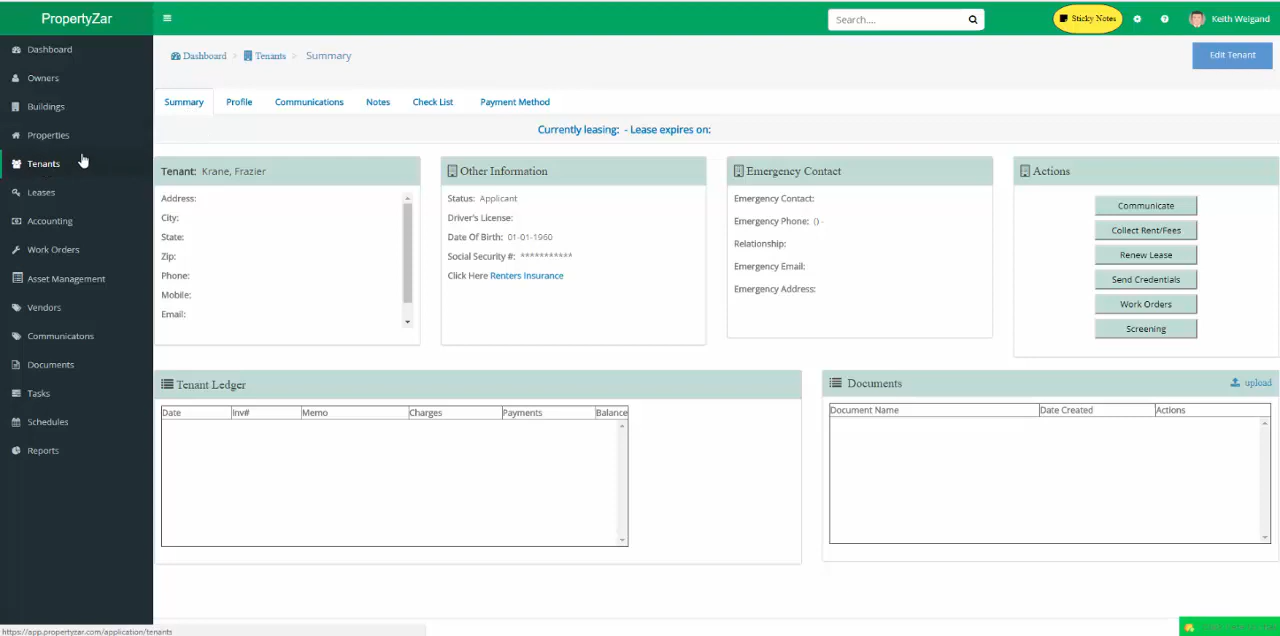 PropertyZar
Search....
Sticky Notes
Keith Weigand
Dashboard
Owners
Buildings
Properties
Tenants
Leases
Accounting
Work Orders
Asset Management
Vendors
Communicatons
Documents
Tasks
Schedules
Reports
Dashboard > Tenants > Summary
Edit Tenant
Summary Profile Communications Notes Check List Payment Method
Currently leasing: - Lease expires on:
Tenant: Krane, Frazier
Address:
City:
State:
Zip:
Phone:
Mobile:
Email:
Other Information
Status: Applicant
Driver's License:
Date Of Birth: 01-01-1960
Social Security #: ***********
Click Here Renters Insurance
Emergency Contact
Emergency Contact:
Emergency Phone: () -
Relationship:
Emergency Email:
Emergency Address:
Actions
Communicate
Collect Rent/Fees
Renew Lease
Send Credentials
Work Orders
Screening
Tenant Ledger
Date Inv# Memo Charges Payments Balance
Documents
upload
Document Name Date Created Actions
https://app.propertyzar.com/application/tenants